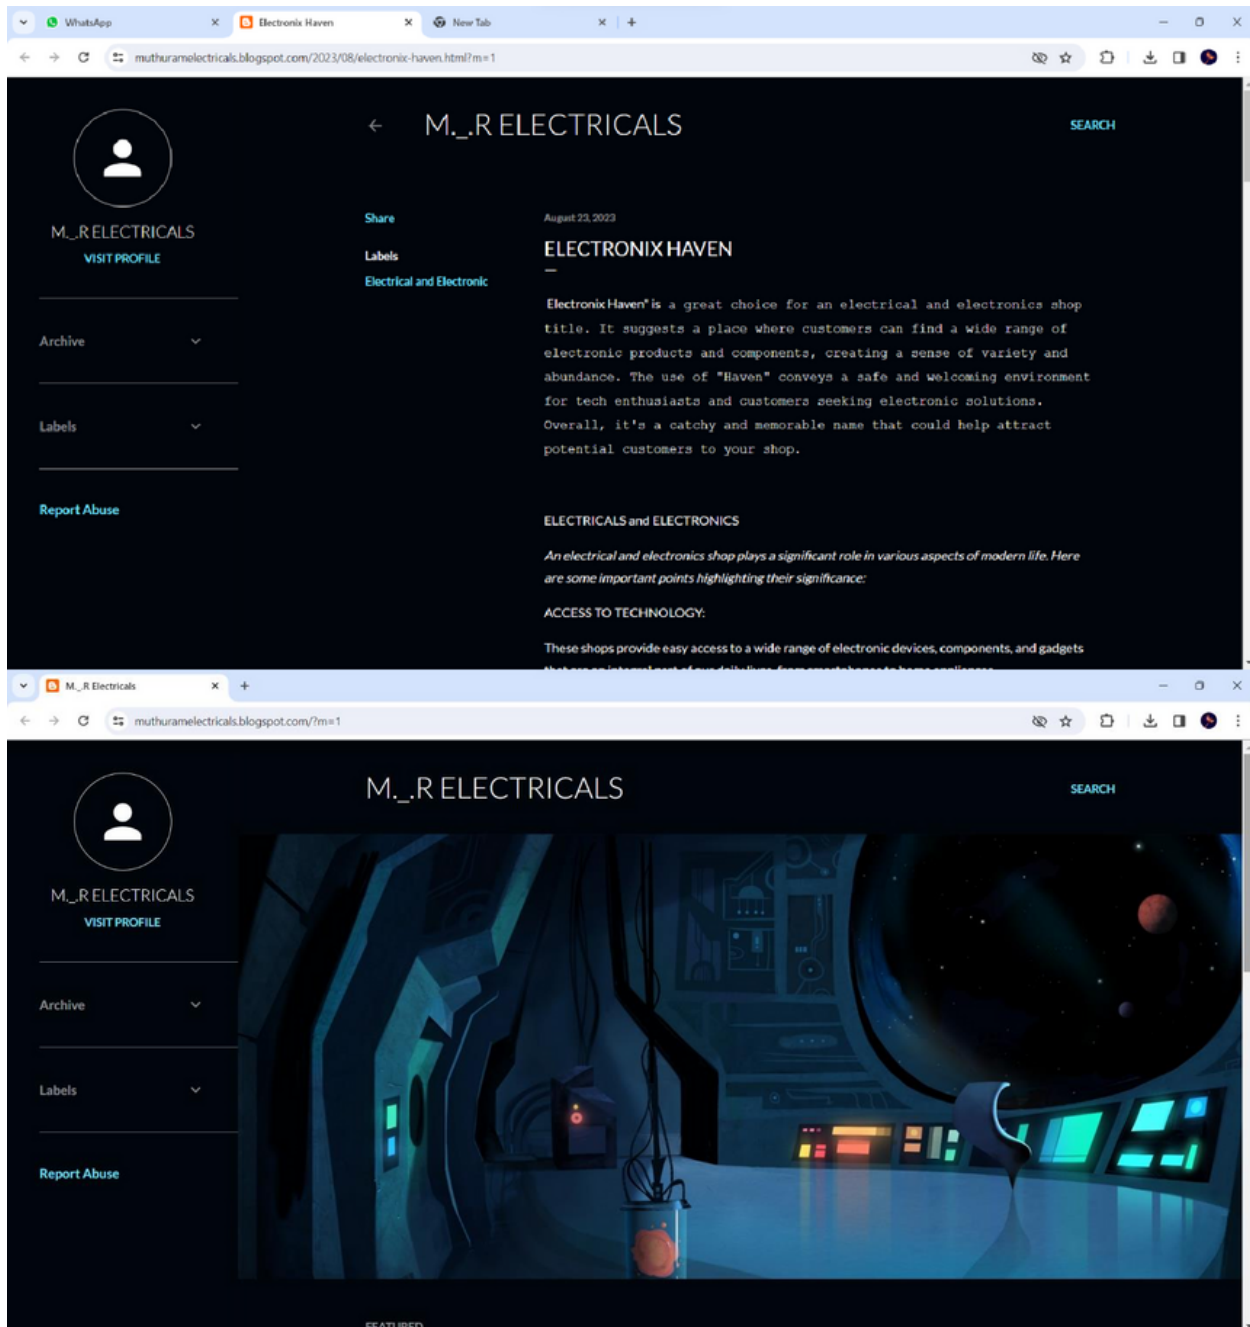 WhatsApp
Electronix Haven
New Tab
muthuramelectricals.blogspot.com/2023/08/electronix-haven.html?m=1
M._.R ELECTRICALS
SEARCH
M._.R ELECTRICALS
VISIT PROFILE
Archive
Labels
Report Abuse
Share
Labels
Electrical and Electronic
August 23, 2023
ELECTRONIX HAVEN
Electronix Haven" is a great choice for an electrical and electronics shop
title. It suggests a place where customers can find a wide range of
electronic products and components, creating a sense of variety and
abundance. The use of "Haven" conveys a safe and welcoming environment
for tech enthusiasts and customers seeking electronic solutions.
Overall, it's a catchy and memorable name that could help attract
potential customers to your shop.
ELECTRICALS and ELECTRONICS
An electrical and electronics shop plays a significant role in various aspects of modern life. Here
are some important points highlighting their significance:
ACCESS TO TECHNOLOGY:
These shops provide easy access to a wide range of electronic devices, components, and gadgets
M._.R Electricals
muthuramelectricals.blogspot.com/?m=1
M._.R ELECTRICALS
SEARCH
M._.R ELECTRICALS
VISIT PROFILE
Archive
Labels
Report Abuse
FEATURED